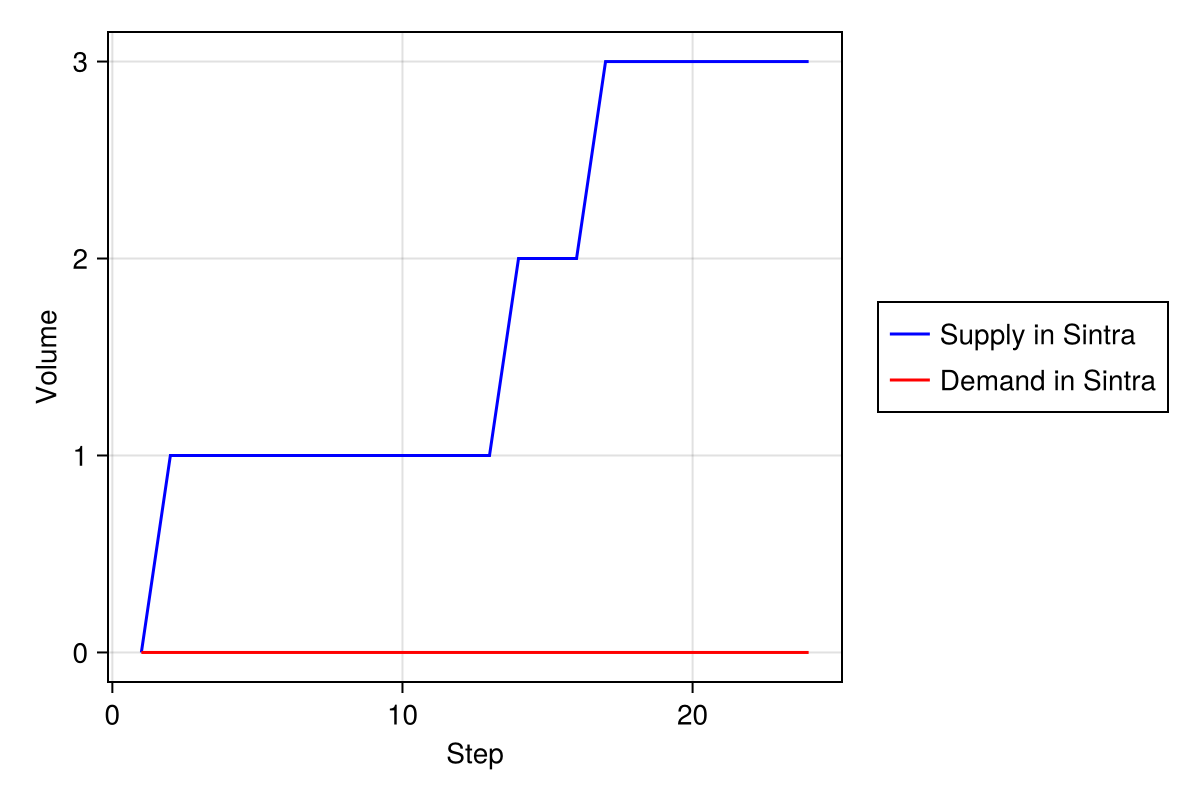 3
2
1
0
Volume
0 10 20
Step
Supply in Sintra
Demand in Sintra